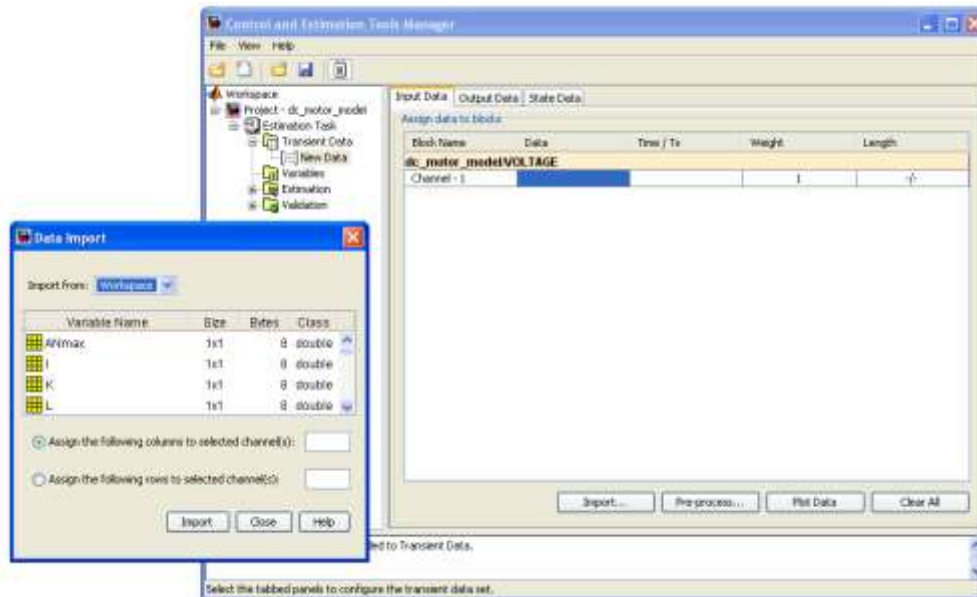 Control and Estimation Tools Manager
File View Help
Workspace
Project - dc_motor_model
Estimation Task
Transient Data
New Data
Variables
Estimation
Validation
Input Data Output Data State Data
Assign data to blocks
Block Name Data Time / Ts Weight Length
dc_motor_model/VOLTAGE
Channel - 1 1 -/-
Import... Pre-process... Plot Data Clear All
Data Import
Import from: Workspace
Variable Name Size Bytes Class
ANmax 1x1 8 double
I 1x1 8 double
K 1x1 8 double
L 1x1 8 double
Assign the following columns to selected channel(s):
Assign the following rows to selected channel(s):
Import Close Help
to Transient Data.
Select the tabbed panels to configure the transient data set.